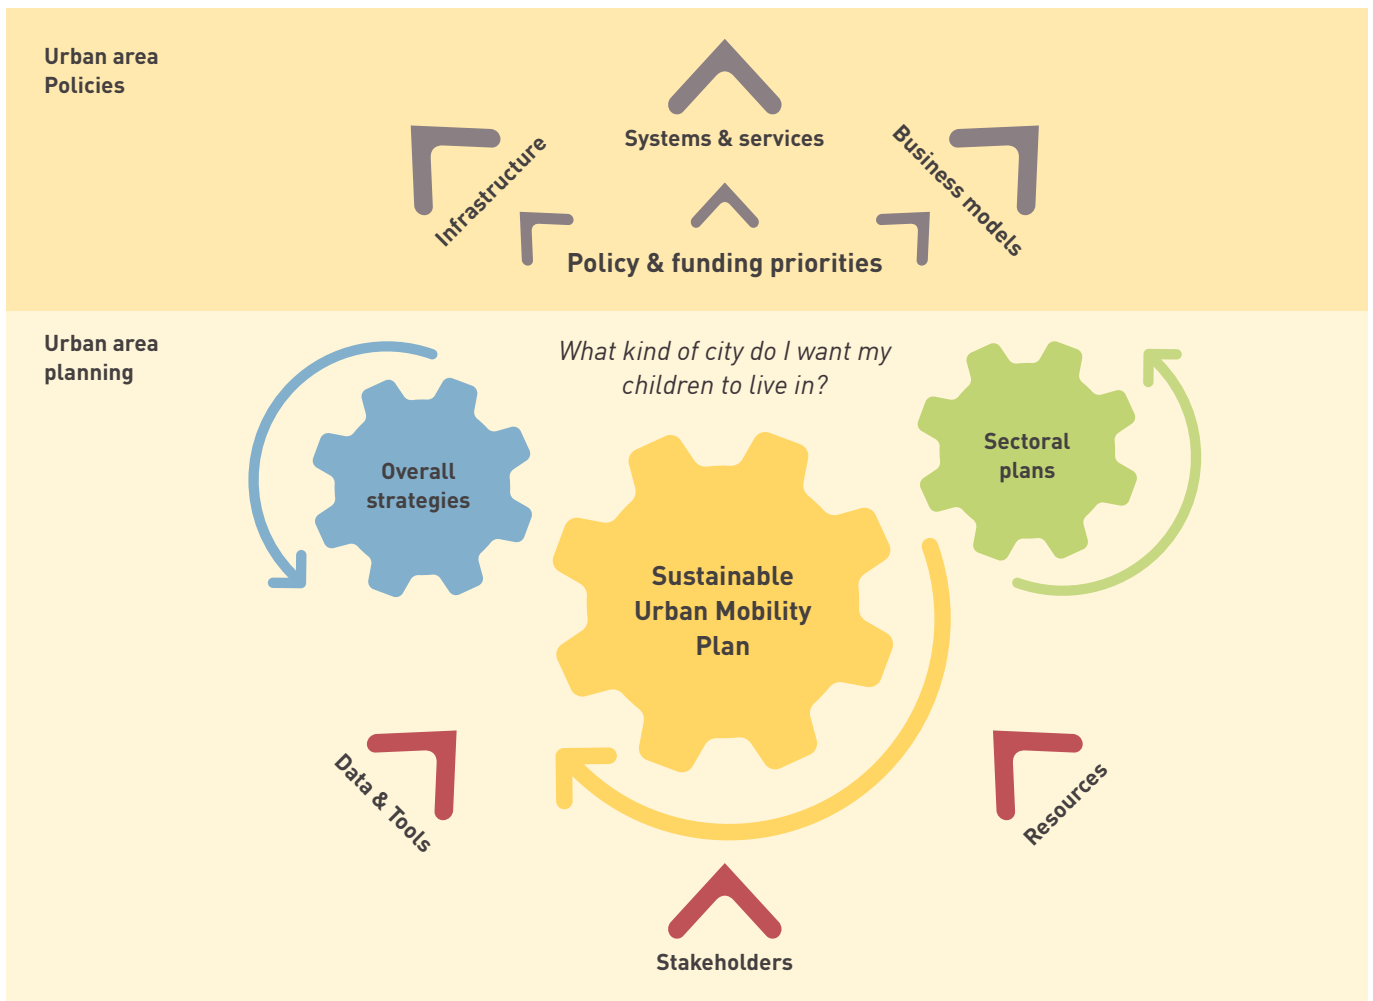 Urban area
Policies
Systems & services
Infrastructure
Business models
Policy & funding priorities
Urban area
planning
What kind of city do I want my
children to live in?
Overall
strategies
Sectoral
plans
Sustainable
Urban Mobility
Plan
Data & Tools
Resources
Stakeholders